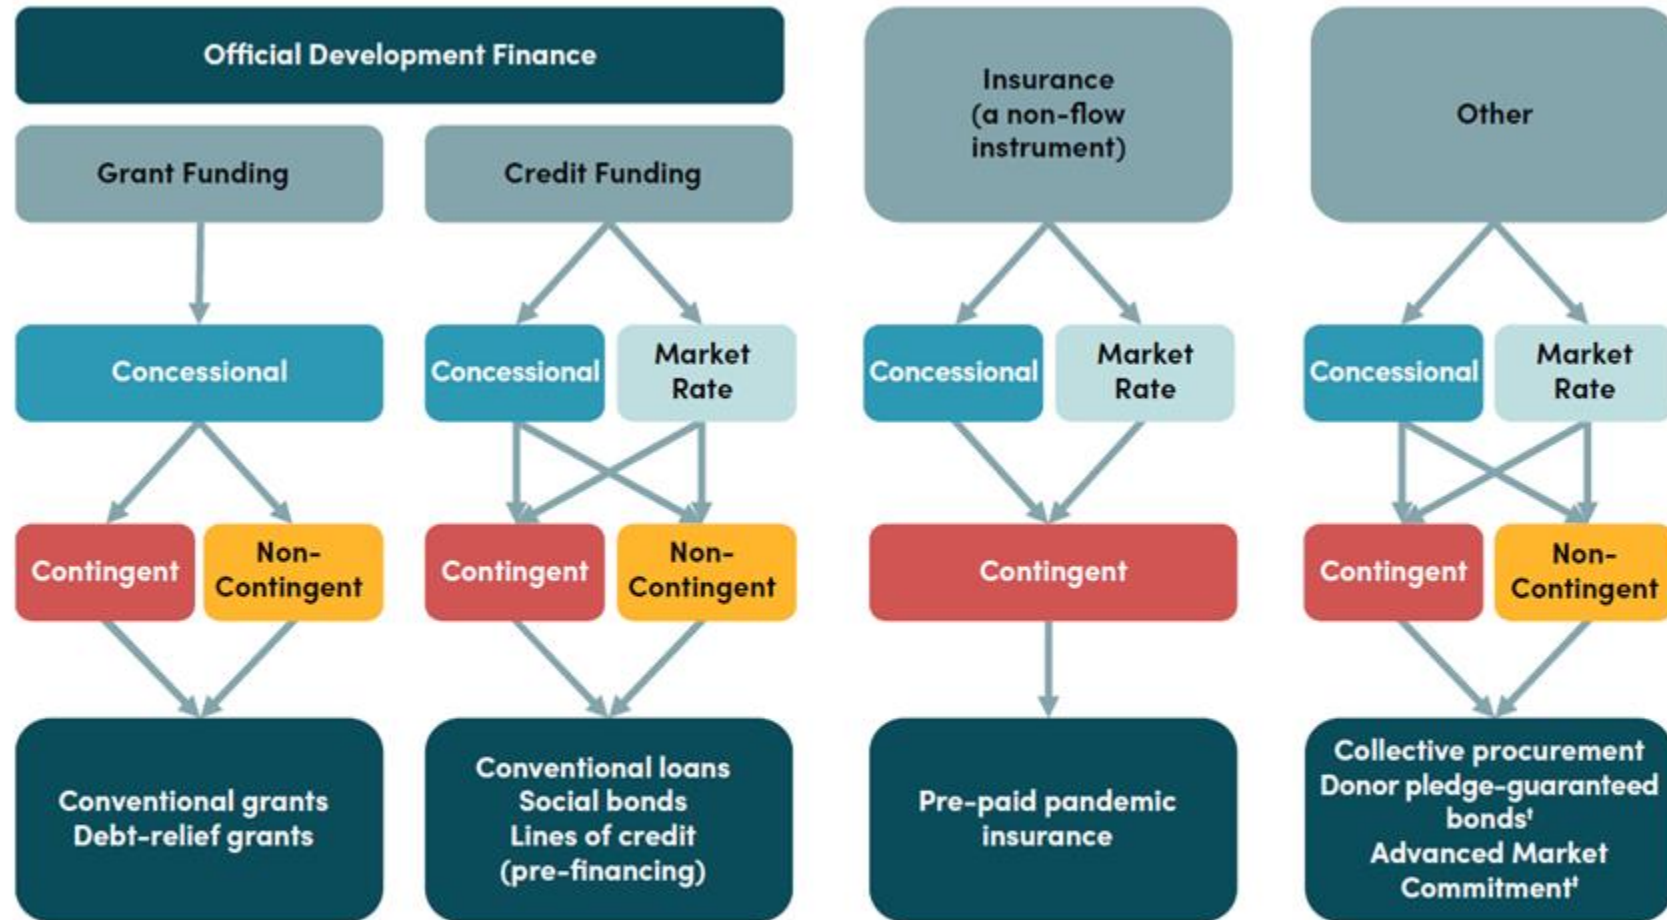 Official Development Finance
Grant Funding
Credit Funding
Insurance
(a non-flow
instrument)
Other
Concessional
Concessional
Market
Rate
Concessional
Market
Rate
Concessional
Market
Rate
Contingent
Non-
Contingent
Contingent
Non-
Contingent
Contingent
Contingent
Non-
Contingent
Conventional grants
Debt-relief grants
Conventional loans
Social bonds
Lines of credit
(pre-financing)
Pre-paid pandemic
insurance
Collective procurement
Donor pledge-guaranteed
bonds†
Advanced Market
Commitment†